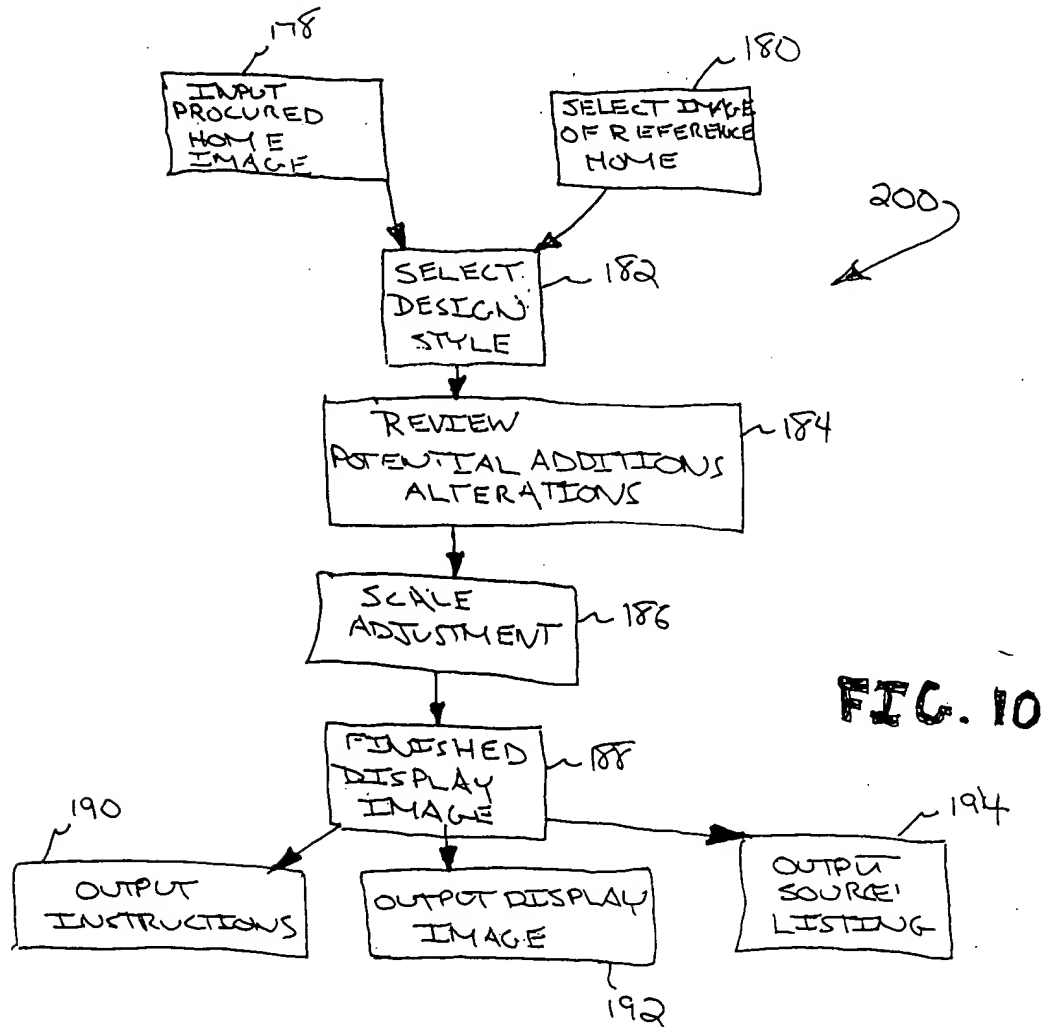 178
INPUT
PROCURED
HOME
IMAGE
180
SELECT IMAGE
OF REFERENCE
HOME
200
SELECT
DESIGN
STYLE
182
REVIEW
POTENTIAL ADDITIONS
ALTERATIONS
184
SCALE
ADJUSTMENT
186
FIG. 10
FINISHED
DISPLAY
IMAGE
188
190
OUTPUT
INSTRUCTIONS
OUTPUT DISPLAY
IMAGE
192
194
OUTPUT
SOURCE
LISTING